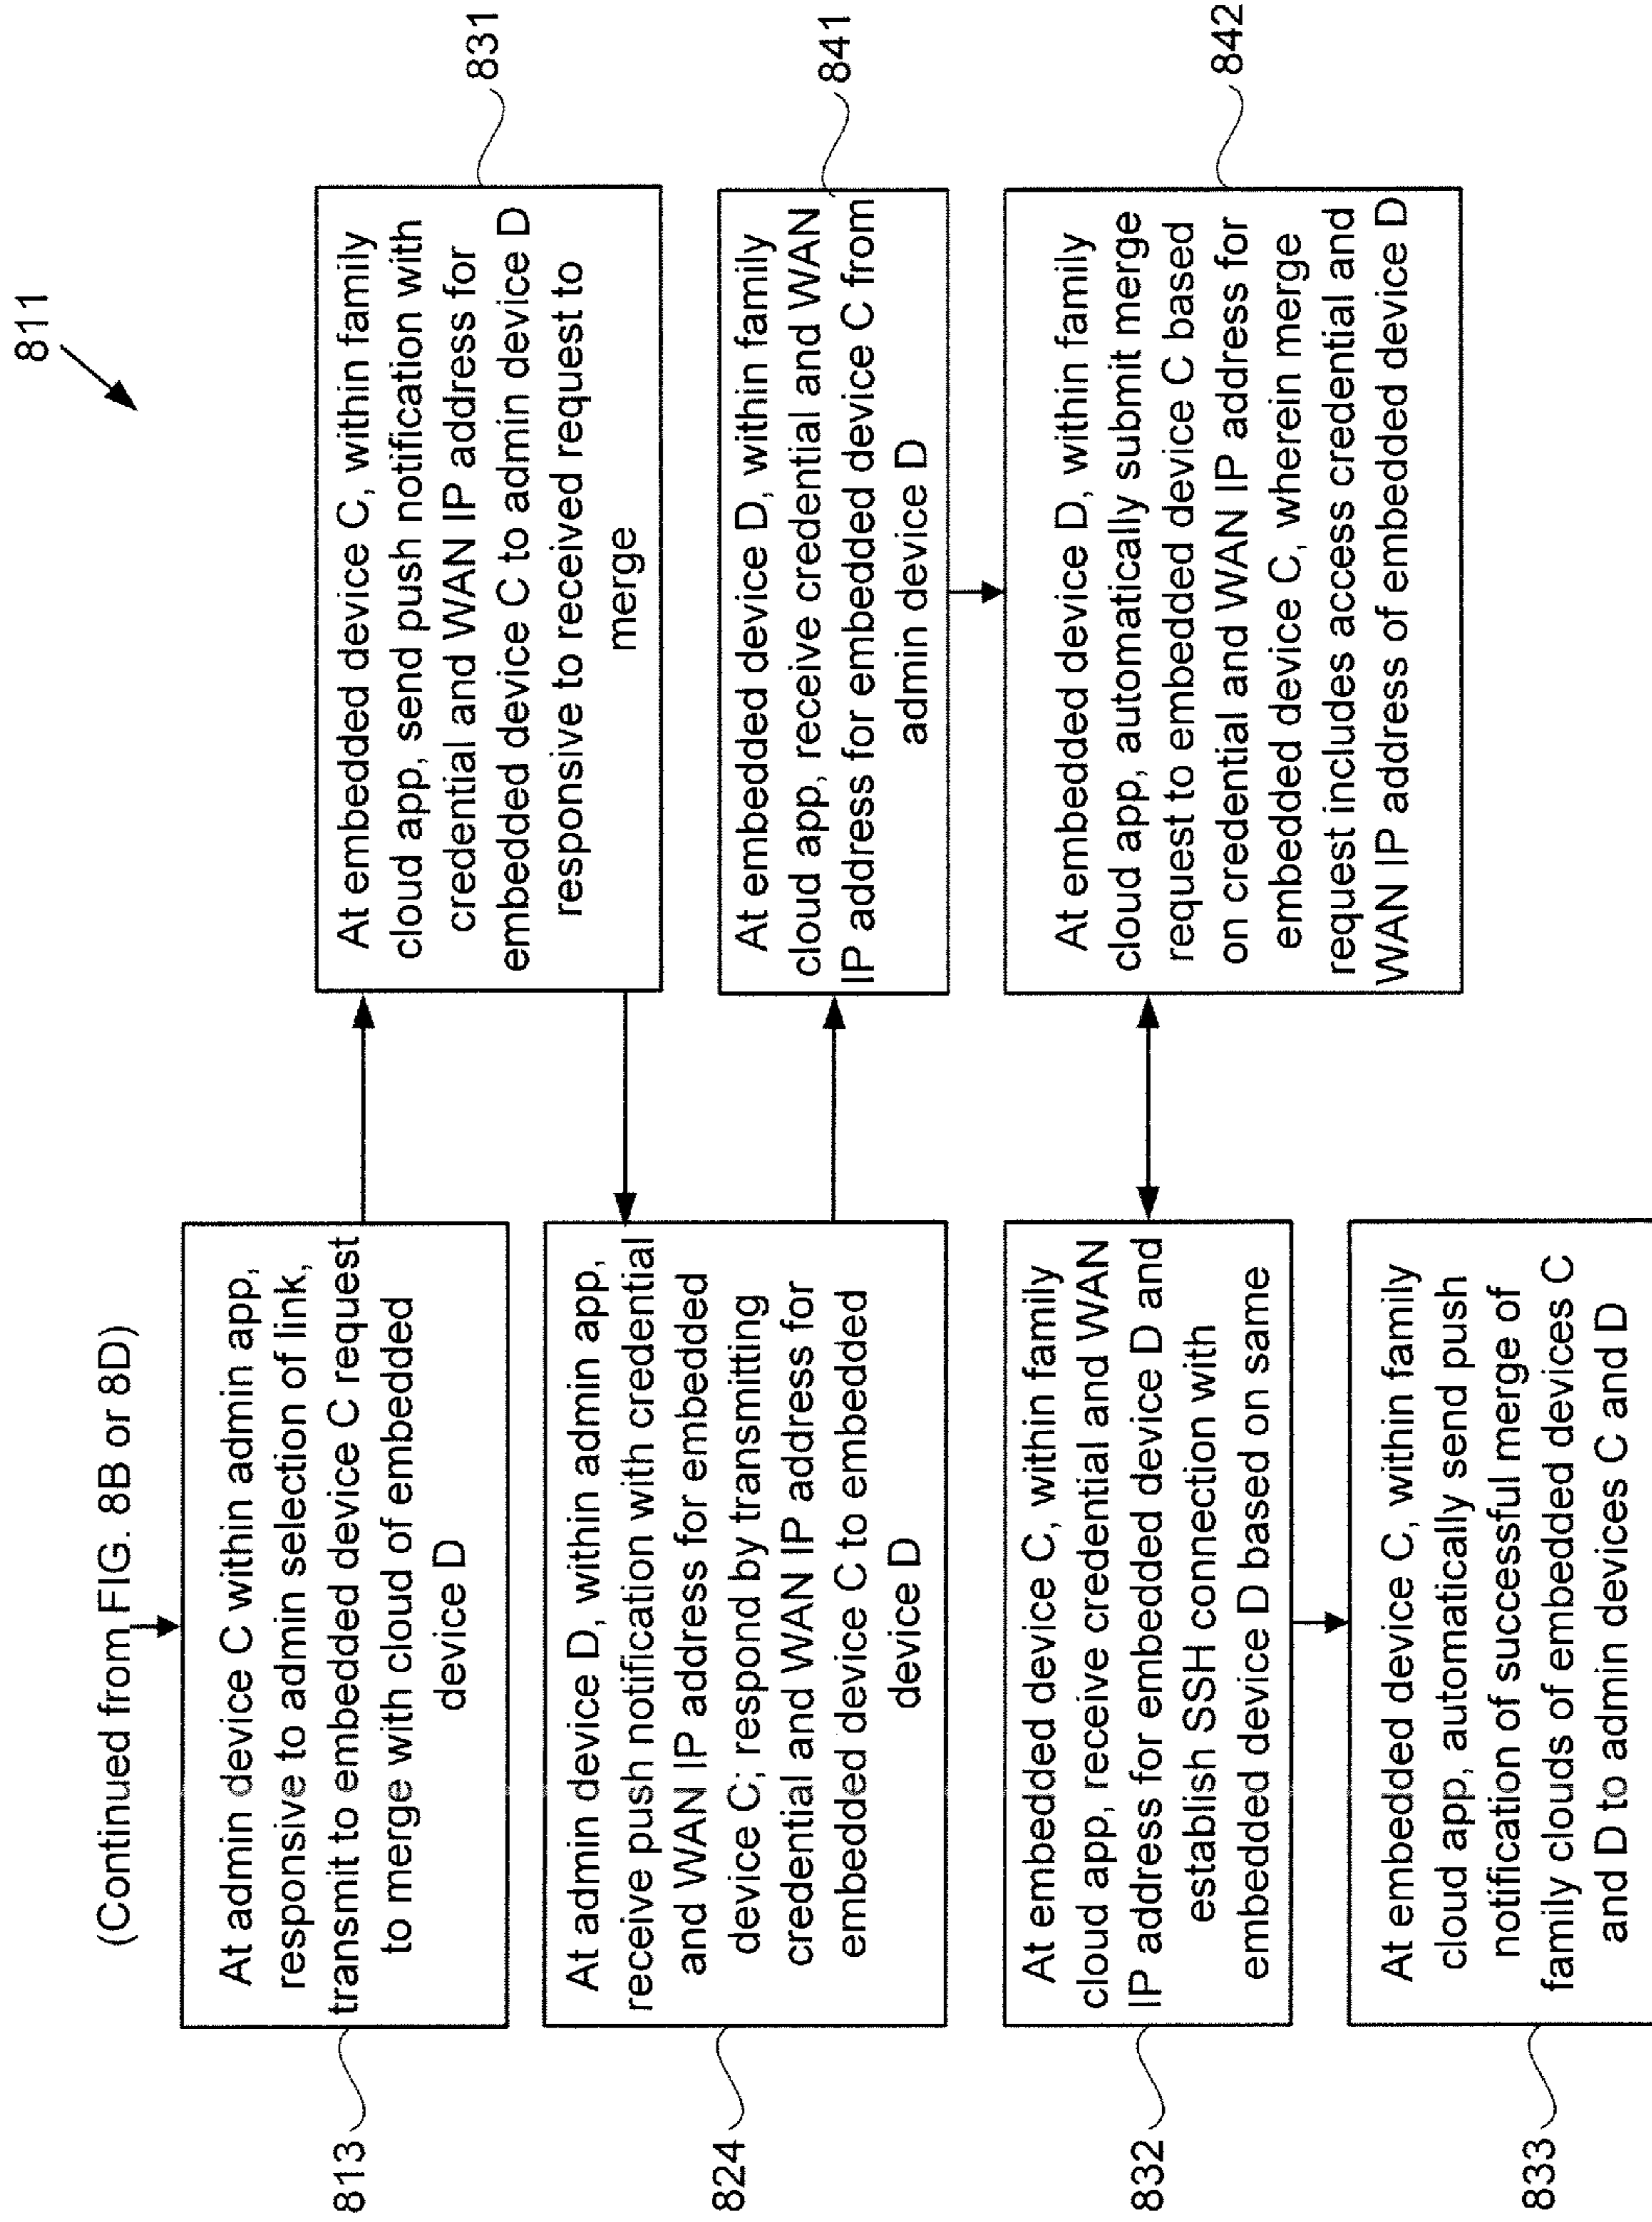 811
(Continued from FIG. 8B or 8D)
813
At admin device C within admin app,
responsive to admin selection of link,
transmit to embedded device C request
to merge with cloud of embedded
device D
831
At embedded device C, within family
cloud app, send push notification with
credential and WAN IP address for
embedded device C to admin device D
responsive to received request to
merge
824
At admin device D, within admin app,
receive push notification with credential
and WAN IP address for embedded
device C; respond by transmitting
credential and WAN IP address for
embedded device C to embedded
device D
841
At embedded device D, within family
cloud app, receive credential and WAN
IP address for embedded device C from
admin device D
842
At embedded device D, within family
cloud app, automatically submit merge
request to embedded device C based
on credential and WAN IP address for
embedded device C, wherein merge
request includes access credential and
WAN IP address of embedded device D
832
At embedded device C, within family
cloud app, receive credential and WAN
IP address for embedded device D and
establish SSH connection with
embedded device D based on same
833
At embedded device C, within family
cloud app, automatically send push
notification of successful merge of
family clouds of embedded devices C
and D to admin devices C and D